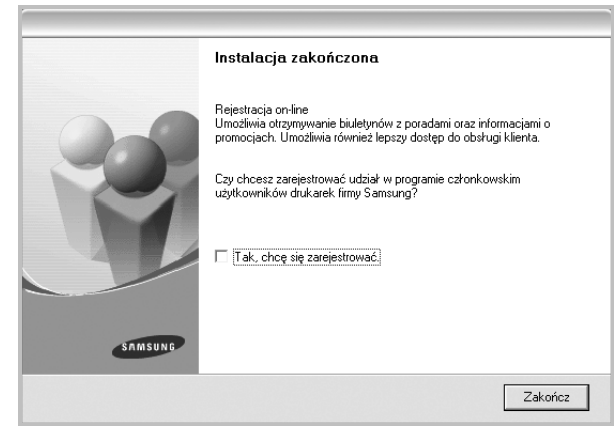 Instalacja zakończona
Rejestracja on-line
Umożliwia otrzymywanie biuletynów z poradami oraz informacjami o
promocjach. Umożliwia również lepszy dostęp do obsługi klienta.
Czy chcesz zarejestrować udział w programie członkowskim
użytkowników drukarek firmy Samsung?
Tak, chcę się zarejestrować.
SAMSUNG
Zakończ